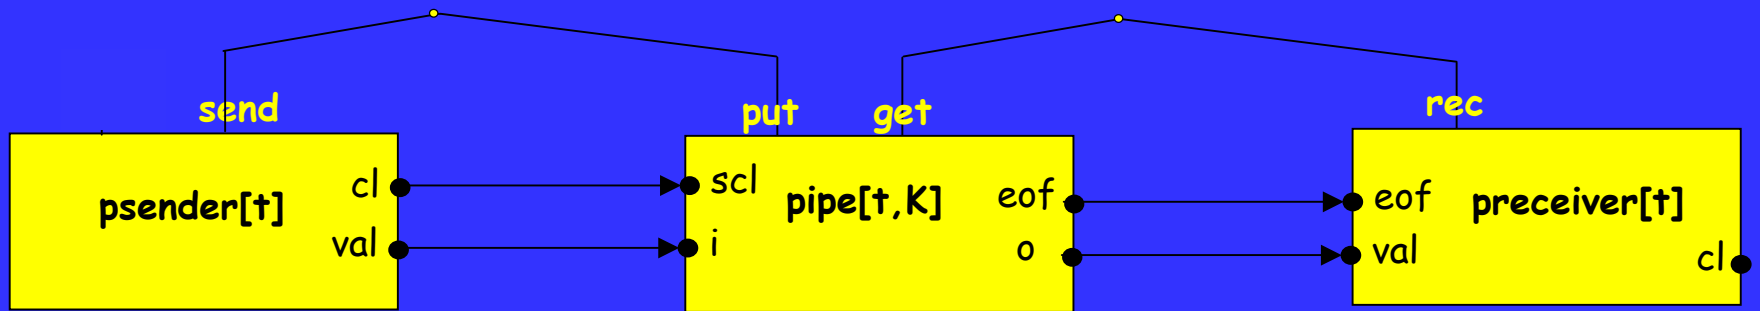 send
put
get
rec
psender[t]
cl
val
scl
i
pipe[t,K]
eof
o
eof
val
preceiver[t]
cl